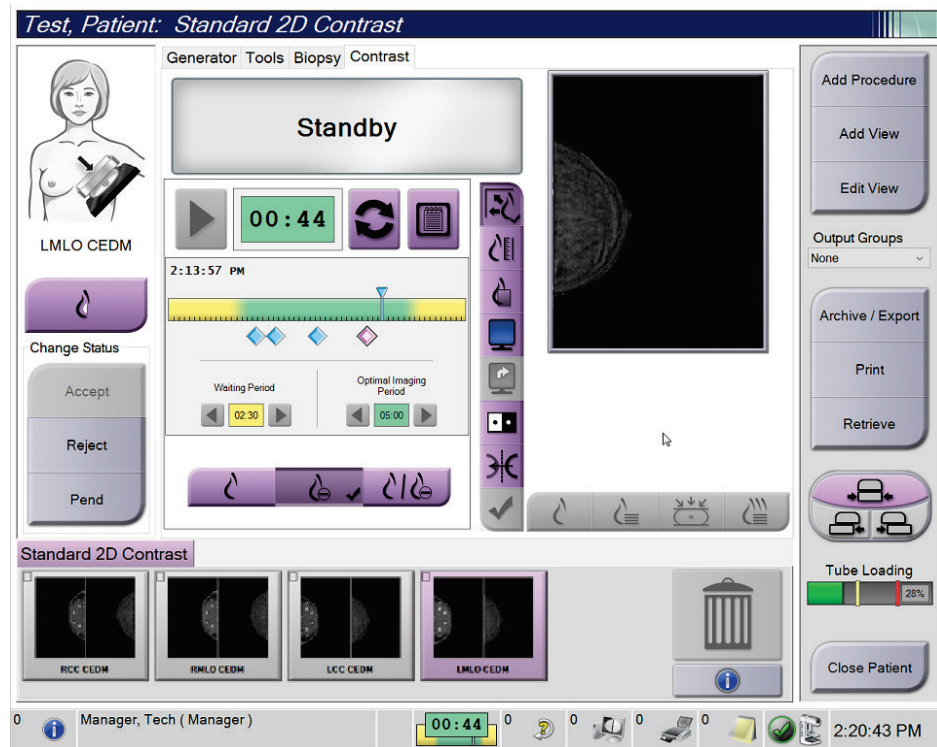 Test, Patient: Standard 2D Contrast
Generator Tools Biopsy Contrast
Standby
LMLO CEDM
00:44
2:13:57 PM
Waiting Period
Optimal Imaging
Period
02:30
05:00
Change Status
Accept
Reject
Pend
Add Procedure
Add View
Edit View
Output Groups
None
Archive / Export
Print
Retrieve
Tube Loading
28%
Close Patient
Standard 2D Contrast
RCC CEDM
RMLO CEDM
LCC CEDM
LMLO CEDM
0
Manager, Tech ( Manager )
00:44
0
0
0
0
2:20:43 PM